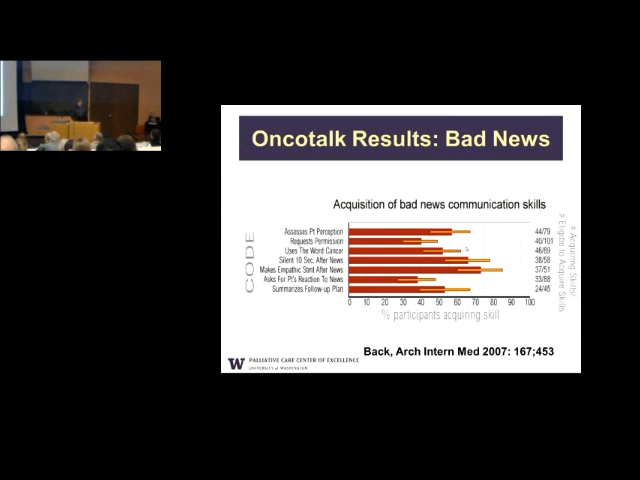 Oncotalk Results: Bad News
Acquisition of bad news communication skills
CODE
Assesses Pt Perception 44/79
Requests Permission 40/101
Uses The Word Cancer 46/89
Silent 10 Sec. After News 38/58
Makes Empathic Stmt After News 37/51
Asks For Pt's Reaction To News 33/88
Summarizes Follow-up Plan 24/45
0 10 20 30 40 50 60 70 80 90 100
% participants acquiring skill
# Acquiring Skills/
# Eligible to Acquire Skills
Back, Arch Intern Med 2007: 167;453
W PALLIATIVE CARE CENTER OF EXCELLENCE
UNIVERSITY of WASHINGTON